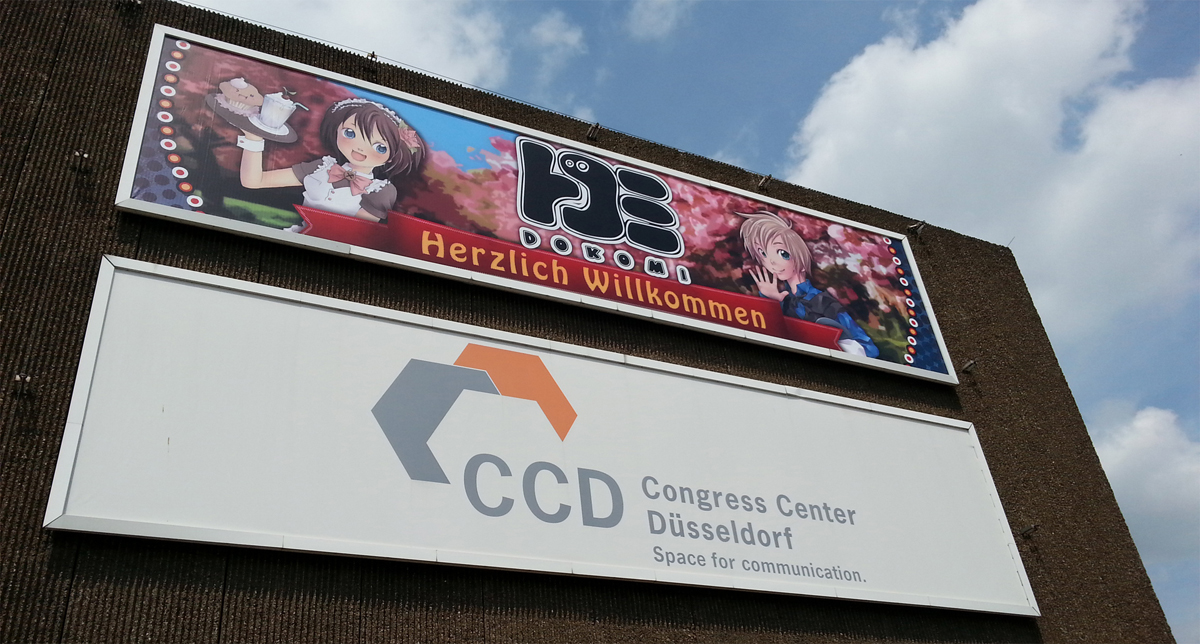 ドコミ
DOKOMI
Herzlich Willkommen
CCD
Congress Center
Düsseldorf
Space for communication.